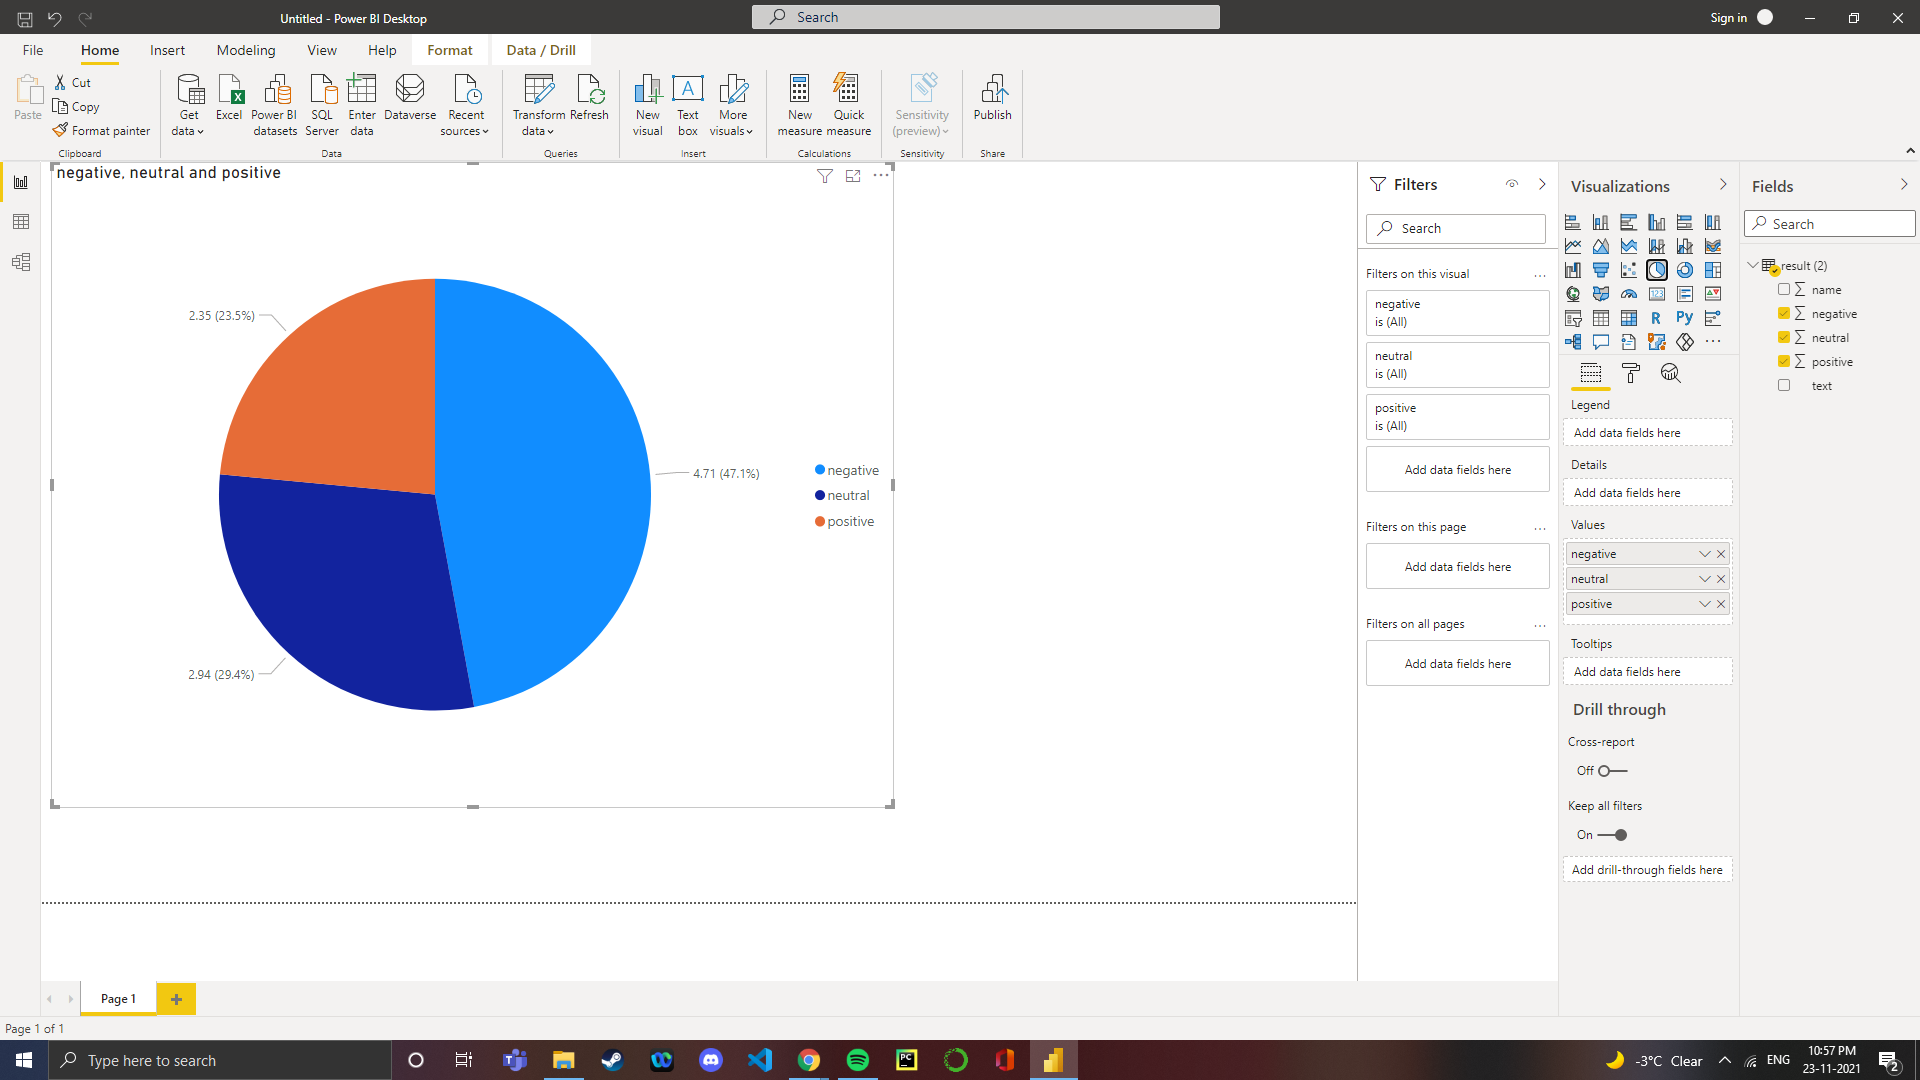 Untitled - Power BI Desktop
Search
Sign in
File
Home
Insert
Modeling
View
Help
Format
Data / Drill
Paste
Cut
Copy
Format painter
Clipboard
Get
data
Excel
Power BI
datasets
SQL
Server
Enter
data
Dataverse
Recent
sources
Data
Transform
data
Refresh
Queries
New
visual
A
Text
box
More
visuals
Insert
New
measure
Quick
measure
Calculations
Sensitivity
(preview)
Sensitivity
Publish
Share
negative, neutral and positive
2.35 (23.5%)
4.71 (47.1%)
2.94 (29.4%)
negative
neutral
positive
Filters
Search
Filters on this visual
negative
is (All)
neutral
is (All)
positive
is (All)
Add data fields here
Filters on this page
Add data fields here
Filters on all pages
Add data fields here
Visualizations
123
R
Py
Legend
Add data fields here
Details
Add data fields here
Values
negative
neutral
positive
Tooltips
Add data fields here
Drill through
Cross-report
Off
Keep all filters
On
Add drill-through fields here
Fields
Search
result (2)
name
negative
neutral
positive
text
Page 1
Page 1 of 1
Type here to search
PC
-3°C Clear
ENG
10:57 PM
23-11-2021
2